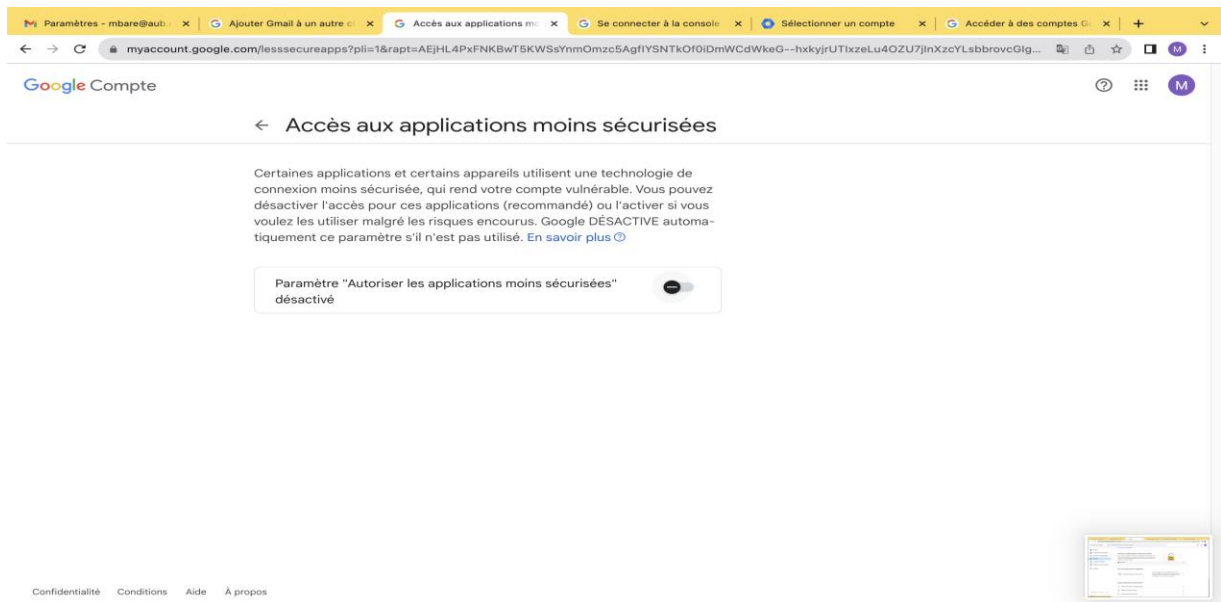 Paramètres - mbare@aub.
Ajouter Gmail à un autre cl
Accès aux applications mo
Se connecter à la console
Sélectionner un compte
Accéder à des comptes G
myaccount.google.com/lesssecureapps?pli=1&rapt=
M
Google Compte
M
Accès aux applications moins sécurisées
Certaines applications et certains appareils utilisent une technologie de
connexion moins sécurisée, qui rend votre compte vulnérable. Vous pouvez
désactiver l'accès pour ces applications (recommandé) ou l'activer si vous
voulez les utiliser malgré les risques encourus. Google DÉSACTIVE automa-
tiquement ce paramètre s'il n'est pas utilisé. En savoir plus
Paramètre "Autoriser les applications moins sécurisées"
désactivé
Confidentialité Conditions Aide À propos